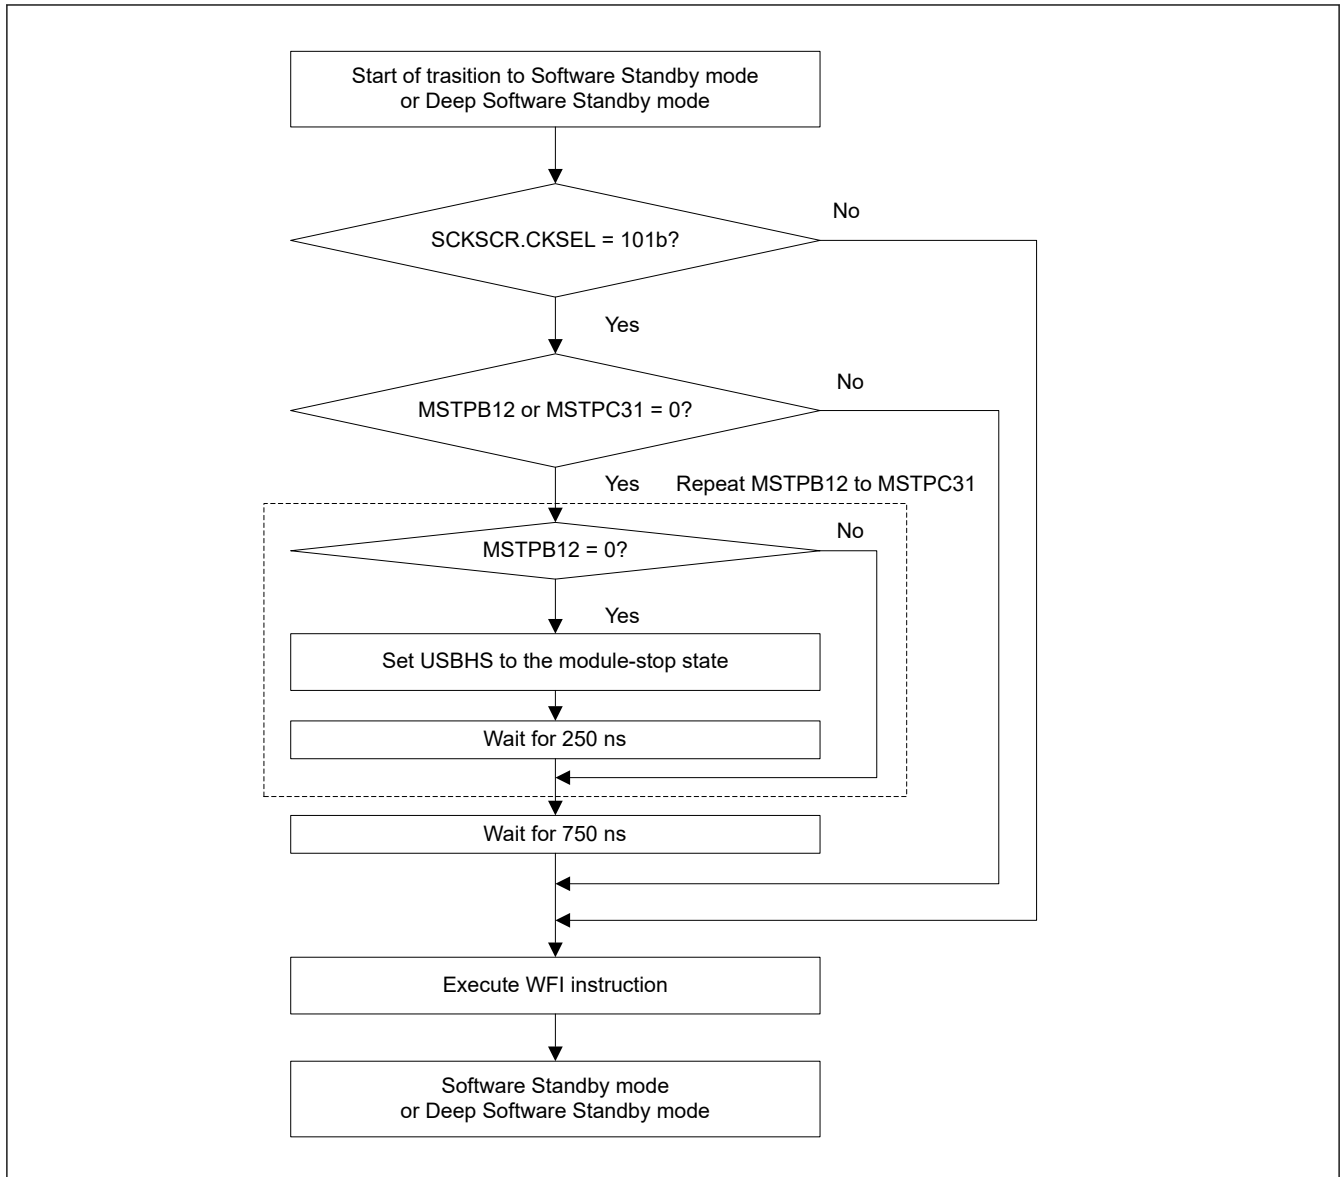 Start of trasition to Software Standby mode
or Deep Software Standby mode
No
SCKSCR.CKSEL = 101b?
Yes
No
MSTPB12 or MSTPC31 = 0?
Yes
Repeat MSTPB12 to MSTPC31
No
MSTPB12 = 0?
Yes
Set USBHS to the module-stop state
Wait for 250 ns
Wait for 750 ns
Execute WFI instruction
Software Standby mode
or Deep Software Standby mode